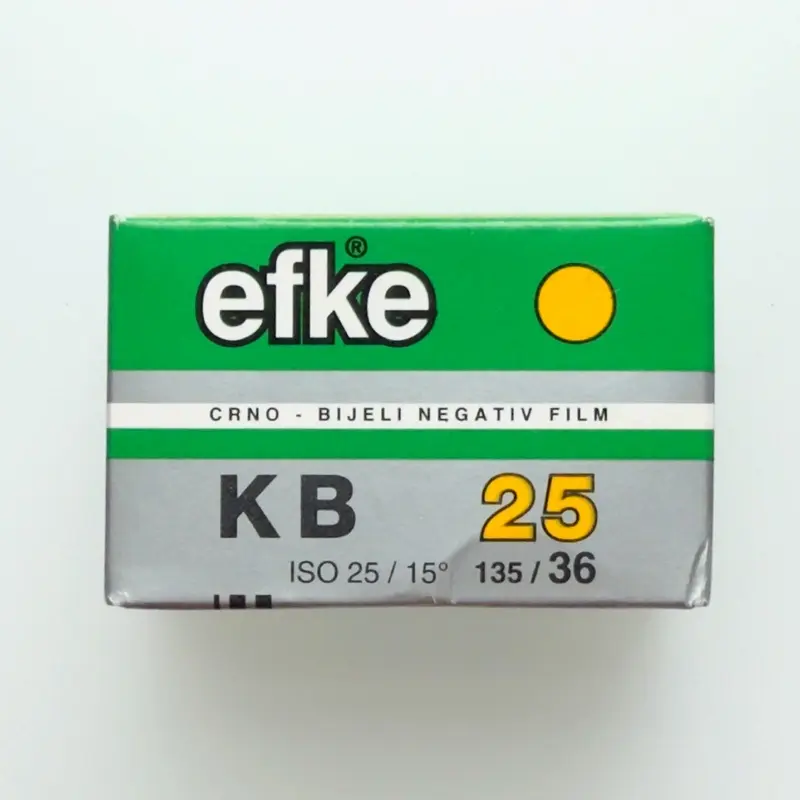 efke®
CRNO - BIJELI NEGATIV FILM
KB 25
ISO 25 / 15° 135 / 36